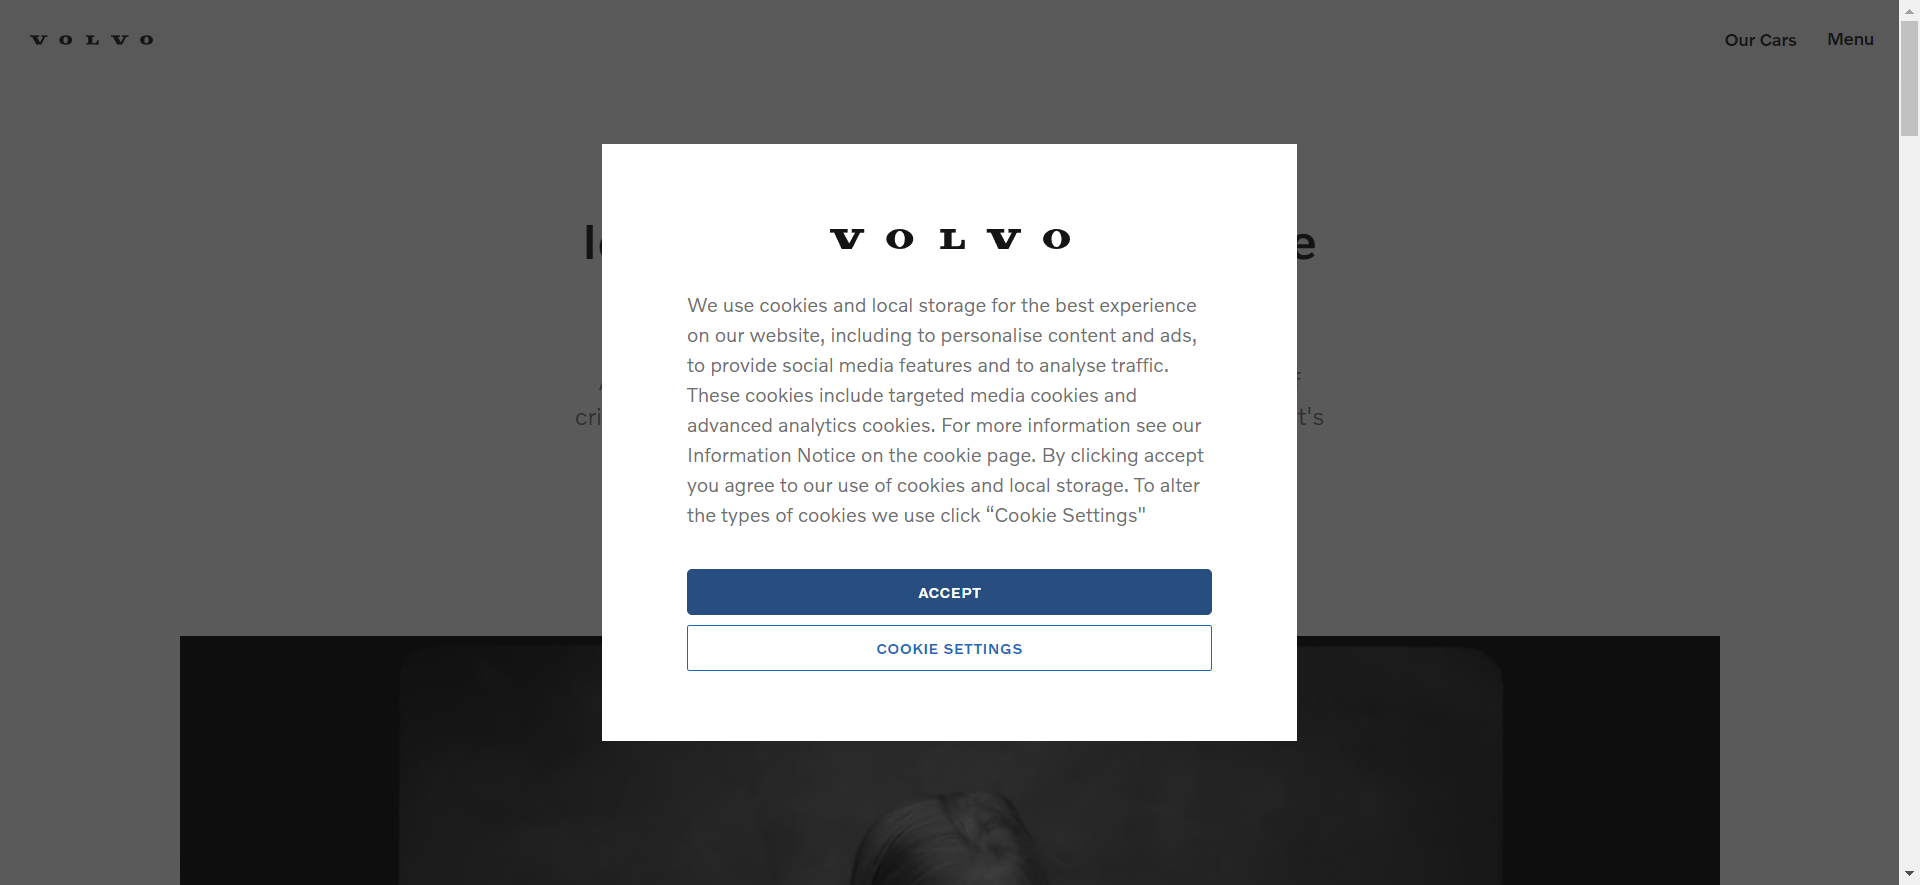 VOLVO
Our Cars
Menu
VOLVO
We use cookies and local storage for the best experience
on our website, including to personalise content and ads,
to provide social media features and to analyse traffic.
These cookies include targeted media cookies and
advanced analytics cookies. For more information see our
Information Notice on the cookie page. By clicking accept
you agree to our use of cookies and local storage. To alter
the types of cookies we use click “Cookie Settings"
ACCEPT
COOKIE SETTINGS